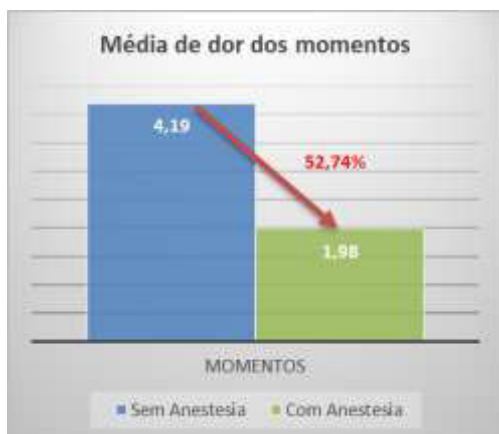 Média de dor dos momentos
4,19
52,74%
1,98
MOMENTOS
Sem Anestesia Com Anestesia